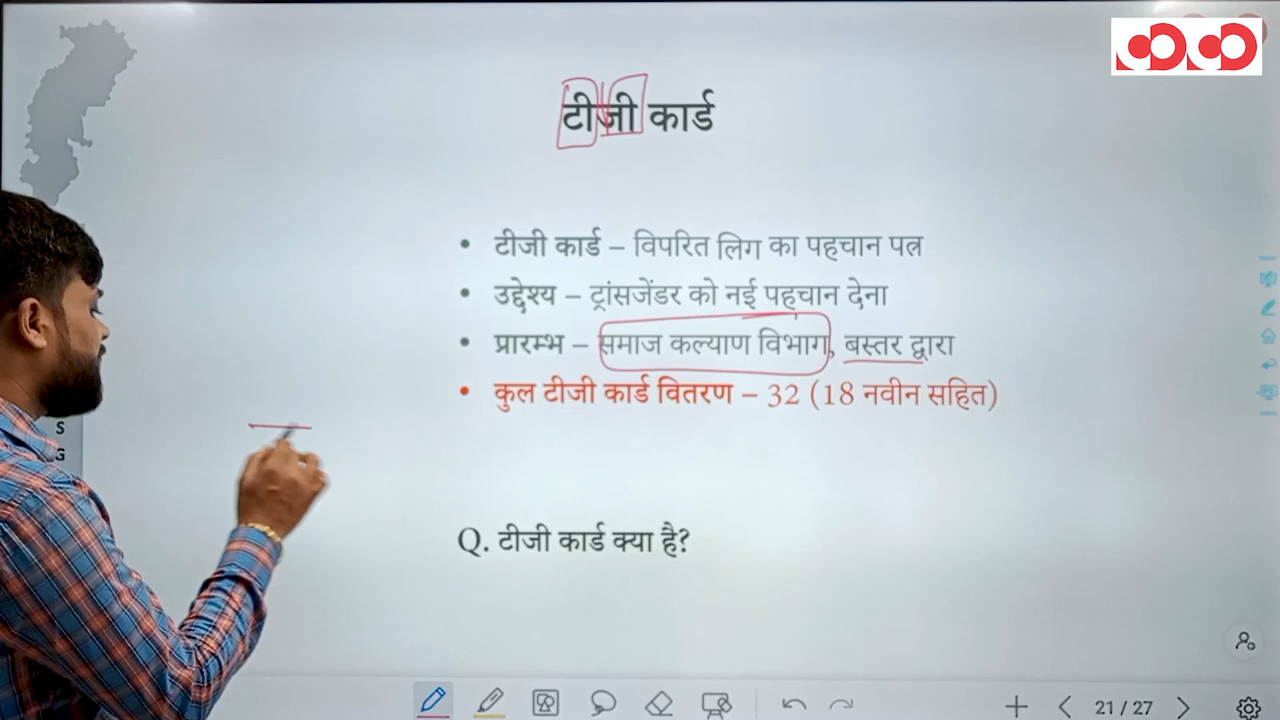 टीजी कार्ड
• टीजी कार्ड – विपरित लिग का पहचान पत्र
• उद्देश्य – ट्रांसजेंडर को नई पहचान देना
• प्रारम्भ – समाज कल्याण विभाग, बस्तर द्वारा
• कुल टीजी कार्ड वितरण – 32 (18 नवीन सहित)
S
G
Q. टीजी कार्ड क्या है?
21 / 27